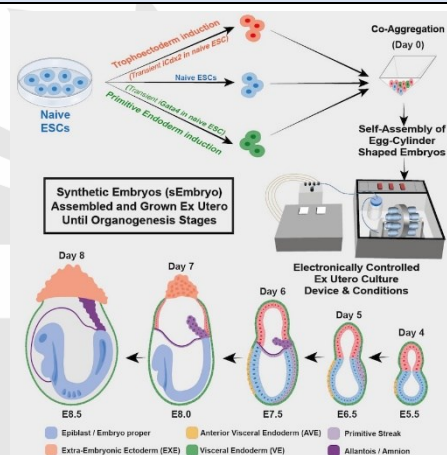 Trophoectoderm induction
(Transient iCdx2 in naive ESC)
Naive ESCs
(Transient iGata4 in naive ESC)
Primitive Endoderm induction
Naive
ESCs
Co-Aggregation
(Day 0)
Self-Assembly of
Egg-Cylinder
Shaped Embryos
Synthetic Embryos (sEmbryo)
Assembled and Grown Ex Utero
Until Organogenesis Stages
Electronically Controlled
Ex Utero Culture
Device & Conditions
Day 8
Day 7
Day 6
Day 5
Day 4
E8.5
E8.0
E7.5
E6.5
E5.5
Epiblast / Embryo proper
Anterior Visceral Endoderm (AVE)
Primitive Streak
Extra-Embryonic Ectoderm (EXE)
Visceral Endoderm (VE)
Allantois / Amnion